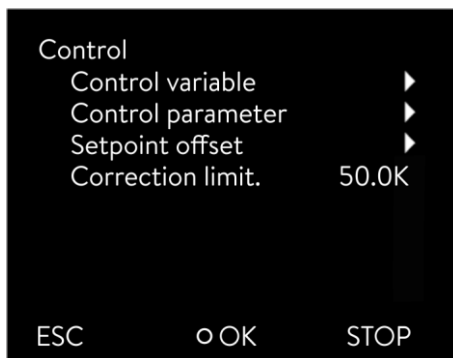 Control
Control variable
Control parameter
Setpoint offset
Correction limit. 50.0K
ESC OK STOP